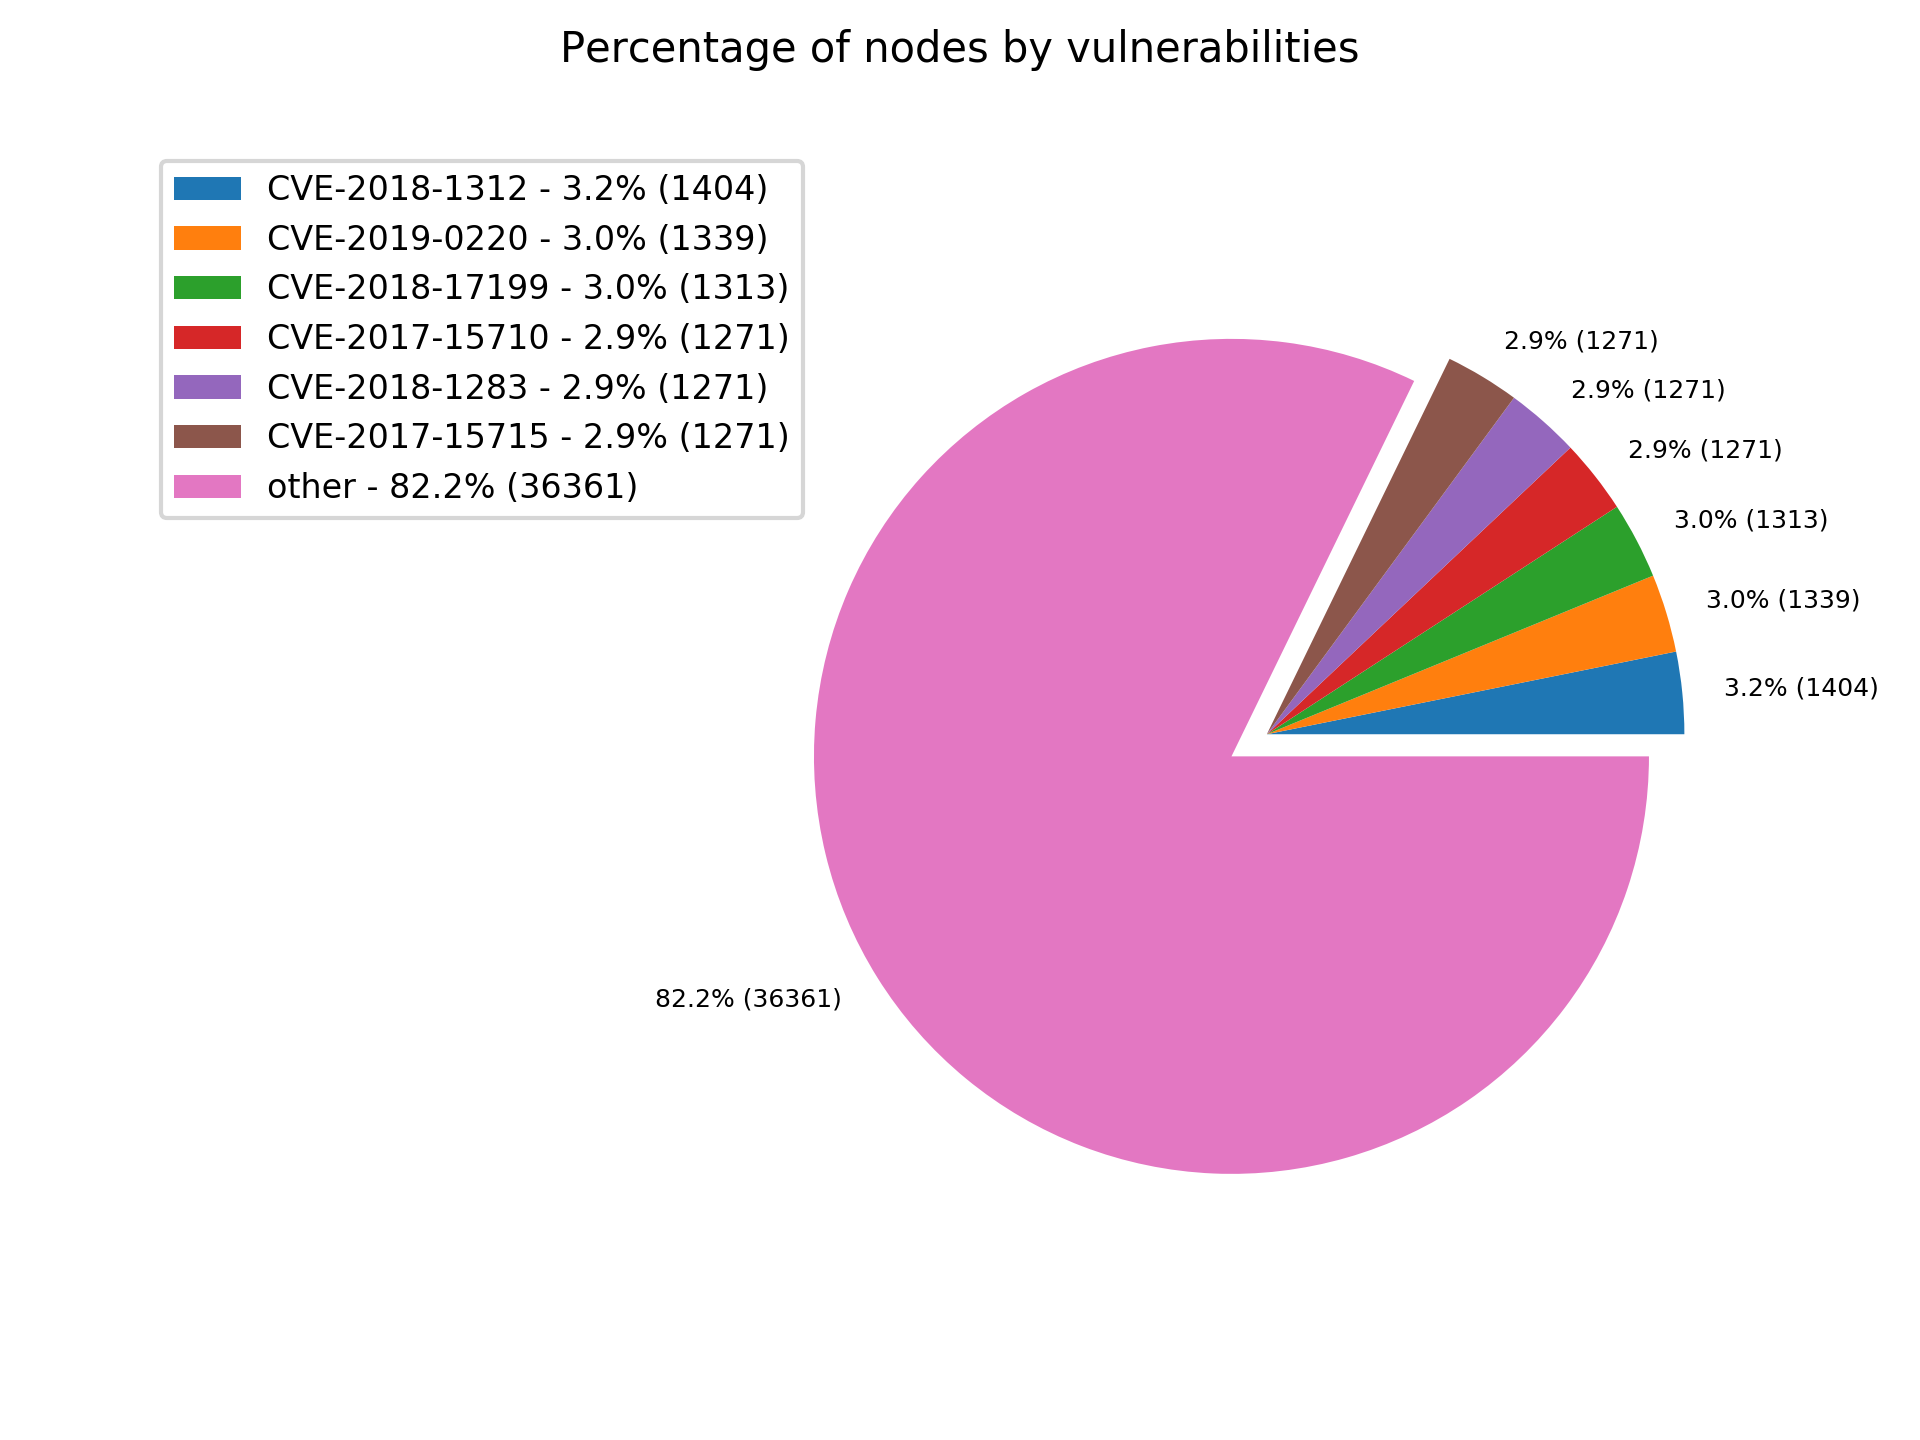 Percentage of nodes by vulnerabilities
CVE-2018-1312 - 3.2% (1404)
CVE-2019-0220 - 3.0% (1339)
CVE-2018-17199 - 3.0% (1313)
CVE-2017-15710 - 2.9% (1271)
CVE-2018-1283 - 2.9% (1271)
CVE-2017-15715 - 2.9% (1271)
other - 82.2% (36361)
2.9% (1271)
2.9% (1271)
2.9% (1271)
3.0% (1313)
3.0% (1339)
3.2% (1404)
82.2% (36361)